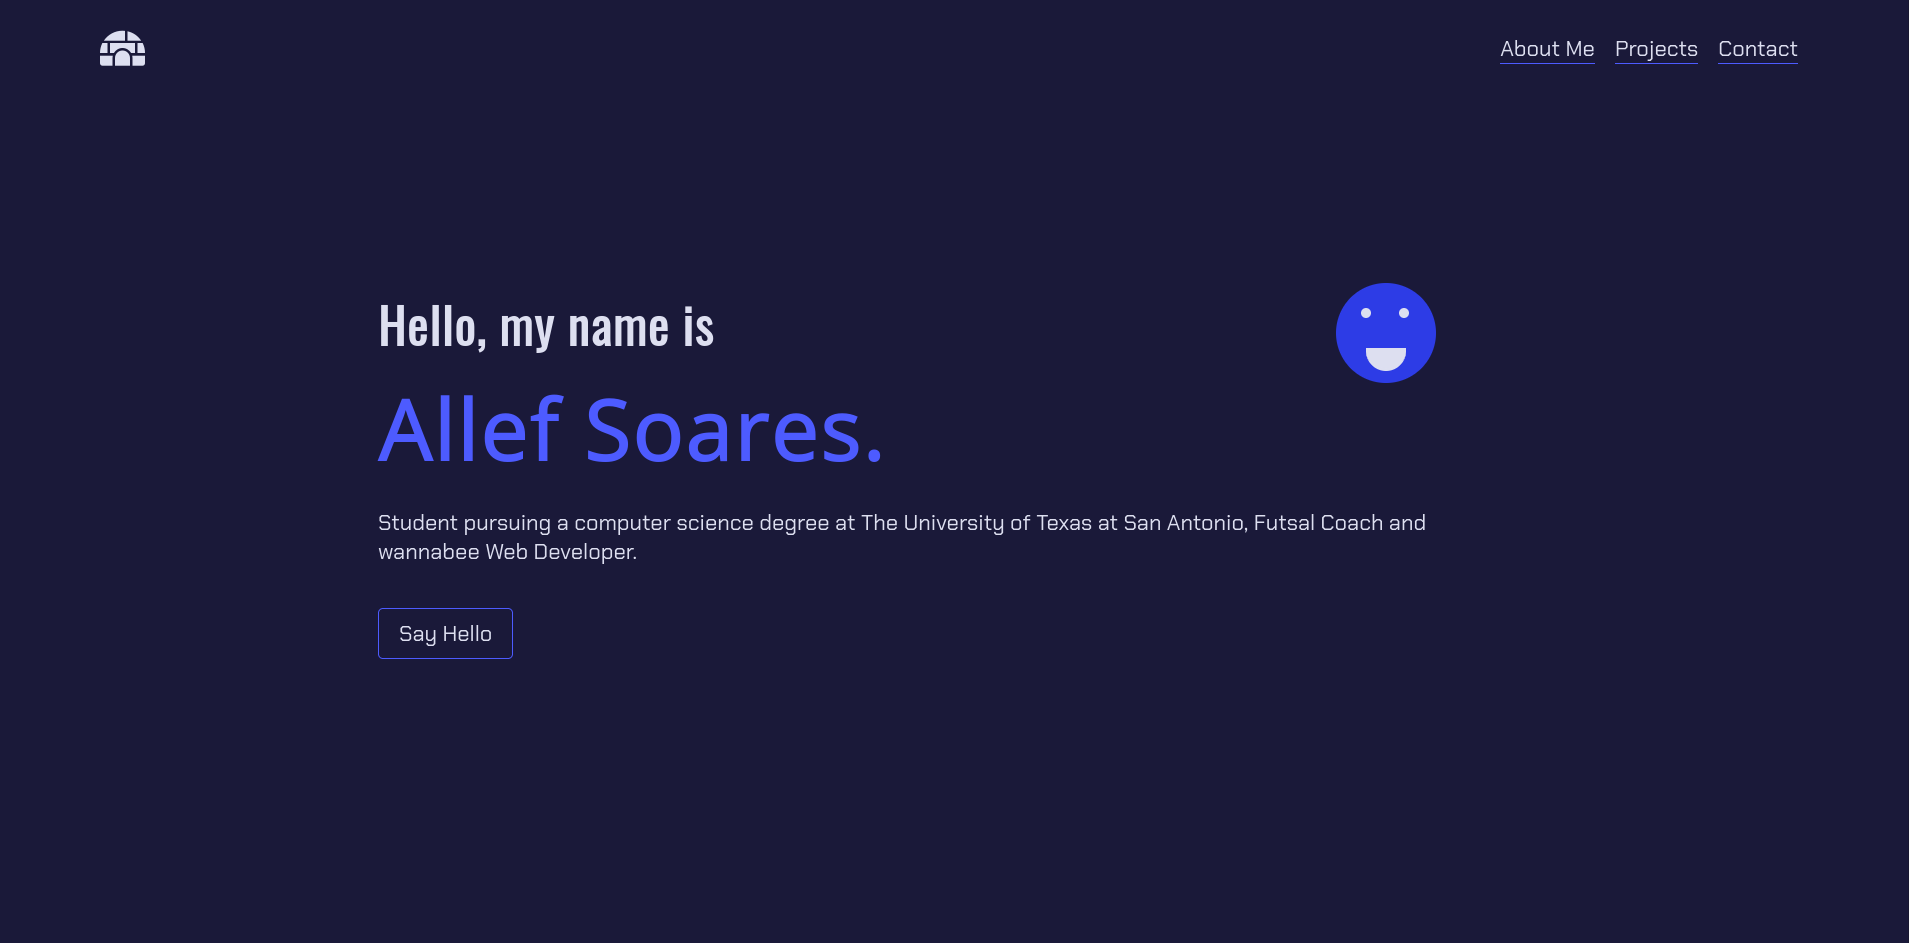 About Me Projects Contact
Hello, my name is
Allef Soares.
Student pursuing a computer science degree at The University of Texas at San Antonio, Futsal Coach and
wannabee Web Developer.
Say Hello